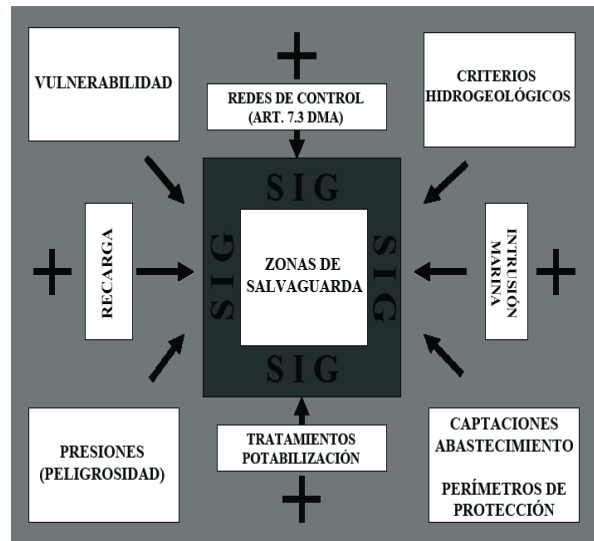 VULNERABILIDAD
+
REDES DE CONTROL
(ART. 7.3 DMA)
CRITERIOS
HIDROGEOLÓGICOS
SIG
+
RECARGA
SIG
ZONAS DE
SALVAGUARDA
SIG
INTRUSIÓN
MARINA
+
SIG
PRESIONES
(PELIGROSIDAD)
TRATAMIENTOS
POTABILIZACIÓN
+
CAPTACIONES
ABASTECIMIENTO
PERÍMETROS DE
PROTECCIÓN